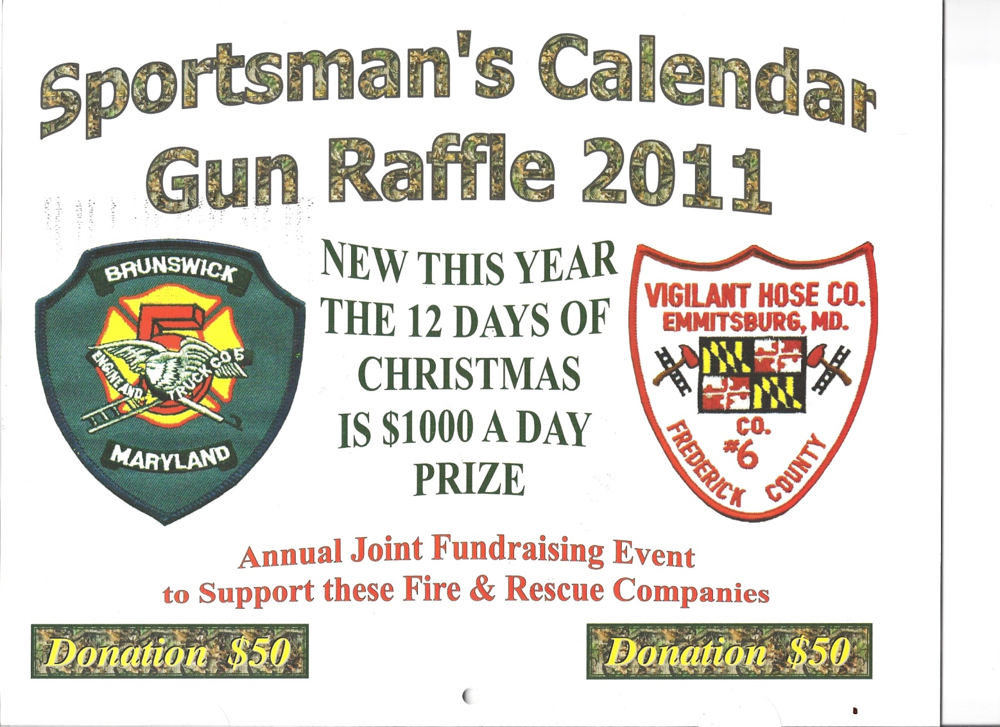 Sportsman's Calendar
Gun Raffle 2011
BRUNSWICK
5
ENGINE AND TRUCK CO. 5
MARYLAND
NEW THIS YEAR
THE 12 DAYS OF
CHRISTMAS
IS $1000 A DAY
PRIZE
VIGILANT HOSE CO.
EMMITSBURG, MD.
CO.
#6
FREDERICK COUNTY
Annual Joint Fundraising Event
to Support these Fire & Rescue Companies
Donation $50
Donation $50